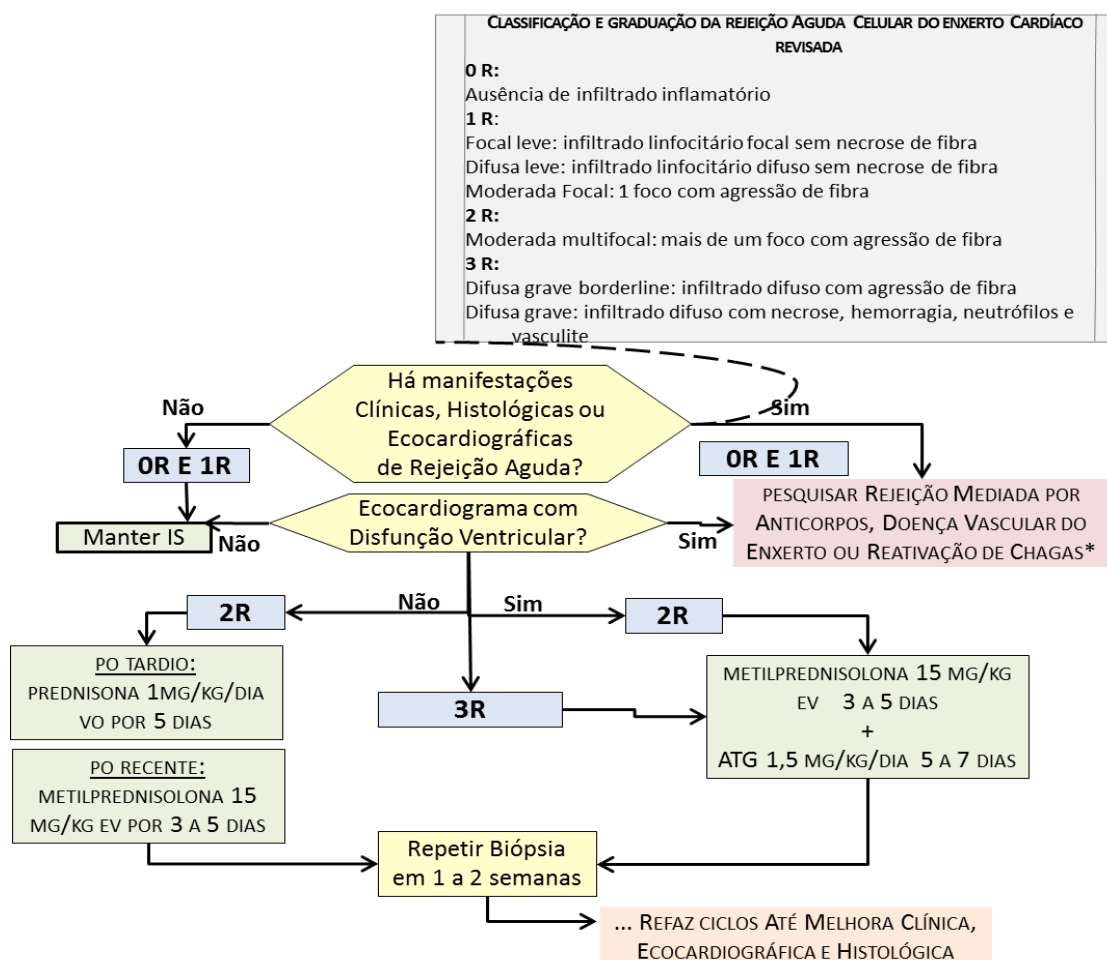 CLASSIFICAÇÃO E GRADUAÇÃO DA REJEIÇÃO AGUDA CELULAR DO ENXERTO CARDÍACO
REVISADA
0 R:
Ausência de infiltrado inflamatório
1 R:
Focal leve: infiltrado linfocitário focal sem necrose de fibra
Difusa leve: infiltrado linfocitário difuso sem necrose de fibra
Moderada Focal: 1 foco com agressão de fibra
2 R:
Moderada multifocal: mais de um foco com agressão de fibra
3 R:
Difusa grave borderline: infiltrado difuso com agressão de fibra
Difusa grave: infiltrado difuso com necrose, hemorragia, neutrófilos e
vasculite
Há manifestações
Clínicas, Histológicas ou
Ecocardiográficas
de Rejeição Aguda?
Não
Sim
0R E 1R
0R E 1R
Manter IS
Ecocardiograma com
Disfunção Ventricular?
Não
Sim
PESQUISAR REJEIÇÃO MEDIADA POR
ANTICORPOS, DOENÇA VASCULAR DO
ENXERTO OU REATIVAÇÃO DE CHAGAS*
Não
Sim
2R
2R
PO TARDIO:
PREDNISONA 1MG/KG/DIA
VO POR 5 DIAS
3R
METILPREDNISOLONA 15 MG/KG
EV 3 A 5 DIAS
+
ATG 1,5 MG/KG/DIA 5 A 7 DIAS
PO RECENTE:
METILPREDNISOLONA 15
MG/KG EV POR 3 A 5 DIAS
Repetir Biópsia
em 1 a 2 semanas
... REFAZ CICLOS ATÉ MELHORA CLÍNICA,
ECOCARDIOGRÁFICA E HISTOLÓGICA